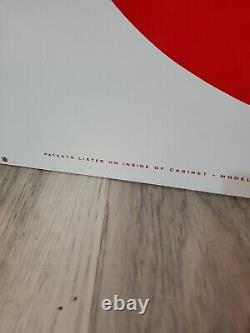 PATENTS LISTED ON INSIDE OF CABINET • MODEL